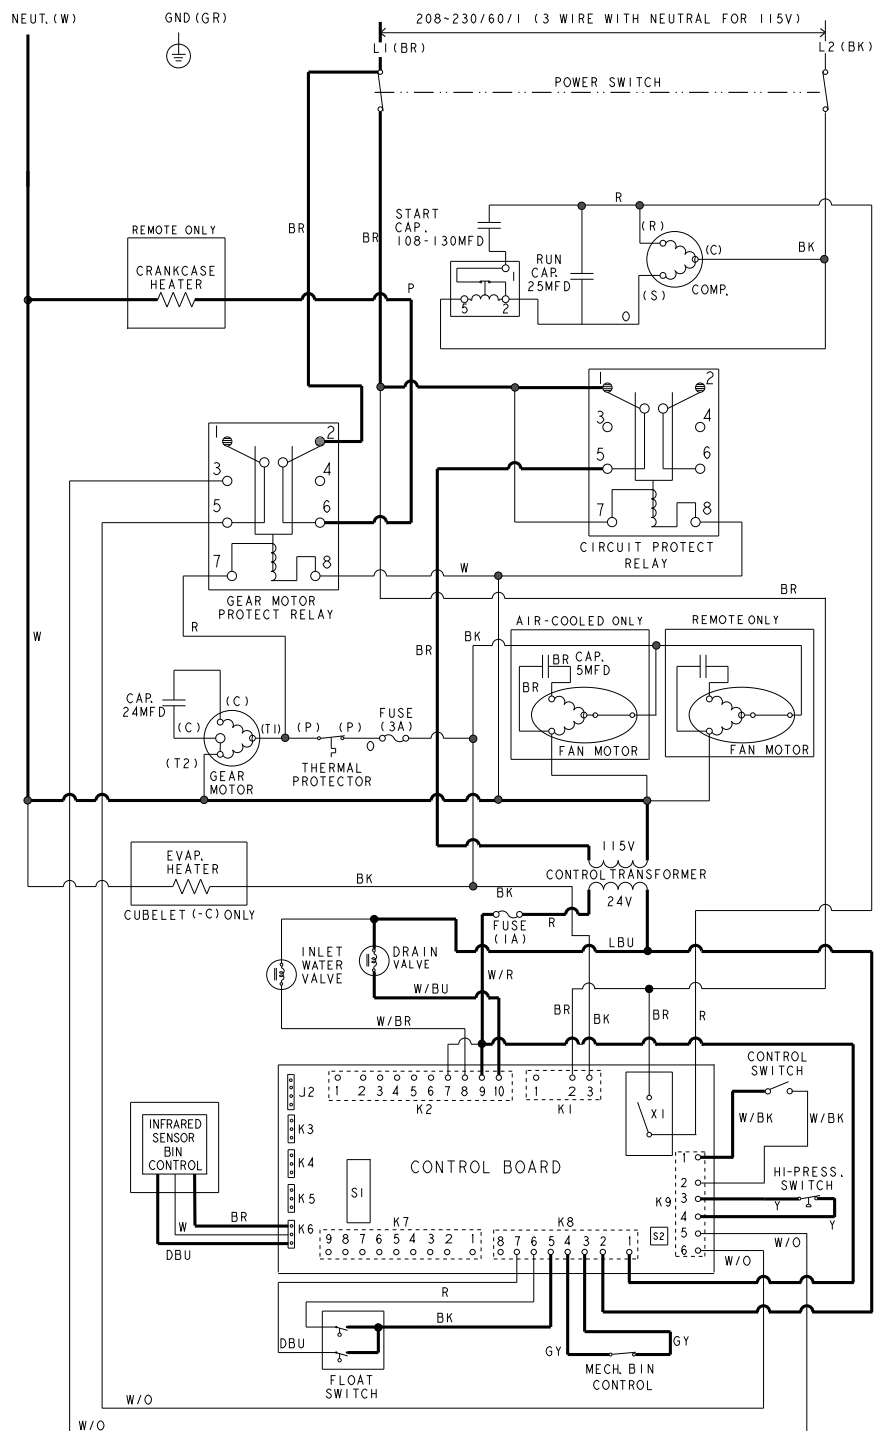 NEUT. (W)
GND (GR)
208~230/60/1 (3 WIRE WITH NEUTRAL FOR 115V)
L1 (BR)
L2 (BK)
POWER SWITCH
REMOTE ONLY
CRANKCASE
HEATER
BR
BR
P
START
CAP.
108-130MFD
RUN
CAP.
25MFD
R
(R)
(C)
(S)
COMP.
BK
1
5
2
O
1
2
3
4
5
6
7
8
CIRCUIT PROTECT
RELAY
1
2
3
4
5
6
7
8
GEAR MOTOR
PROTECT RELAY
W
BR
W
R
BR
BK
AIR-COOLED ONLY
REMOTE ONLY
BR
CAP.
5MFD
BR
FAN MOTOR
FAN MOTOR
CAP.
24MFD
(C)
(C)
(T1)
(T2)
GEAR
MOTOR
(P)
(P)
THERMAL
PROTECTOR
O
FUSE
(3A)
EVAP.
HEATER
CUBELET (-C) ONLY
BK
115V
CONTROL TRANSFORMER
24V
BK
FUSE
(1A)
R
LBU
INLET
WATER
VALVE
DRAIN
VALVE
W/BU
W/R
W/BR
BR
BK
BR
R
CONTROL
SWITCH
W/BK
W/BK
J2
K3
K4
K5
K6
1 2 3 4 5 6 7 8 9 10
K2
1 2 3
K1
X1
INFRARED
SENSOR
BIN
CONTROL
BR
W
DBU
CONTROL BOARD
S1
K9
1
2
3
4
5
6
S2
HI-PRESS.
SWITCH
Y
Y
W/O
W/O
K7
9 8 7 6 5 4 3 2 1
K8
8 7 6 5 4 3 2 1
R
BK
DBU
FLOAT
SWITCH
GY
GY
MECH. BIN
CONTROL
W/O
W/O